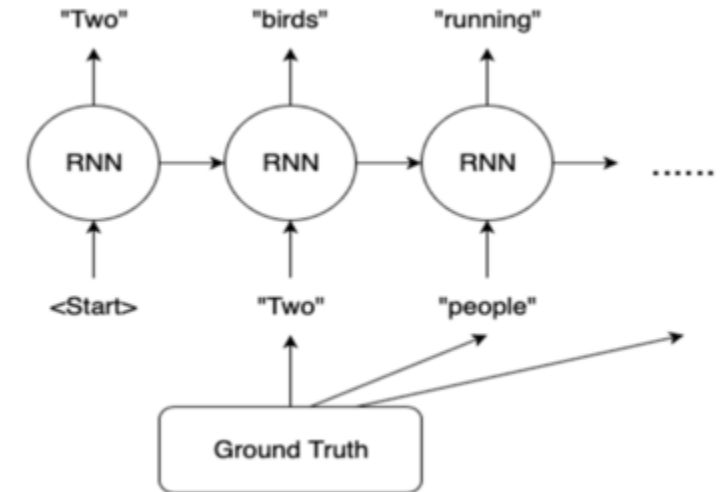 "Two" "birds" "running"
RNN RNN RNN ......
<Start> "Two" "people"
Ground Truth